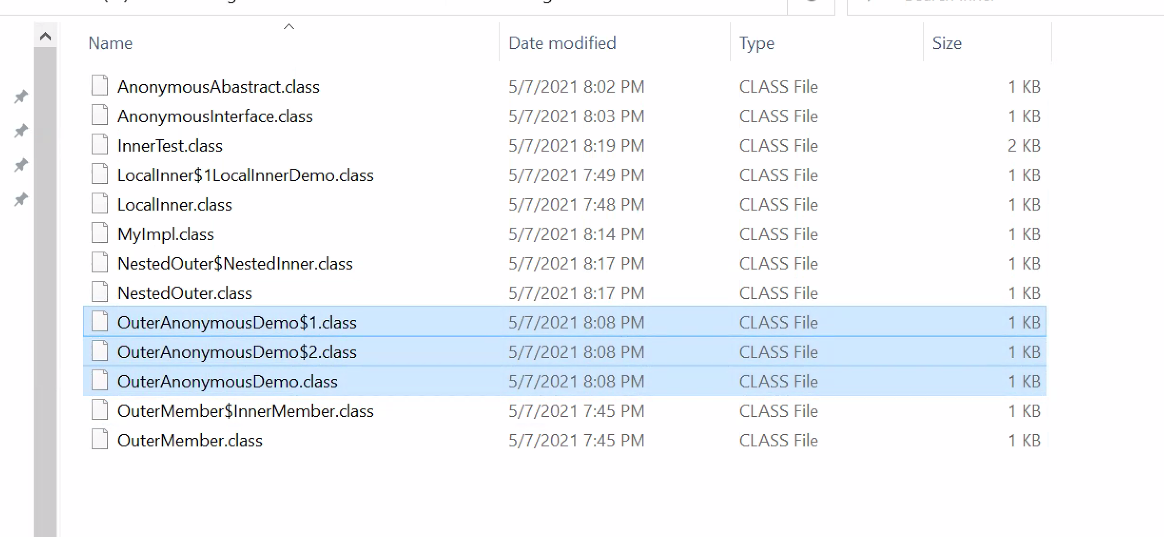 Name Date modified Type Size
AnonymousAbastract.class 5/7/2021 8:02 PM CLASS File 1 KB
AnonymousInterface.class 5/7/2021 8:03 PM CLASS File 1 KB
InnerTest.class 5/7/2021 8:19 PM CLASS File 2 KB
LocalInner$1LocalInnerDemo.class 5/7/2021 7:49 PM CLASS File 1 KB
LocalInner.class 5/7/2021 7:48 PM CLASS File 1 KB
MyImpl.class 5/7/2021 8:14 PM CLASS File 1 KB
NestedOuter$NestedInner.class 5/7/2021 8:17 PM CLASS File 1 KB
NestedOuter.class 5/7/2021 8:17 PM CLASS File 1 KB
OuterAnonymousDemo$1.class 5/7/2021 8:08 PM CLASS File 1 KB
OuterAnonymousDemo$2.class 5/7/2021 8:08 PM CLASS File 1 KB
OuterAnonymousDemo.class 5/7/2021 8:08 PM CLASS File 1 KB
OuterMember$InnerMember.class 5/7/2021 7:45 PM CLASS File 1 KB
OuterMember.class 5/7/2021 7:45 PM CLASS File 1 KB